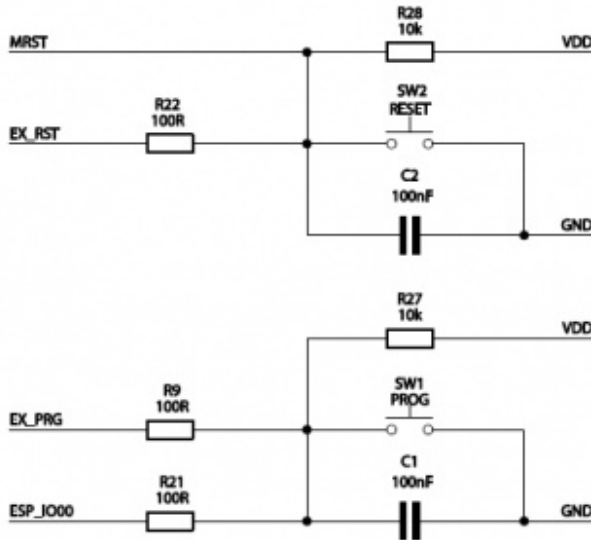 R28
10k
MRST
VDD
SW2
RESET
R22
100R
EX_RST
C2
100nF
GND
R27
10k
VDD
SW1
PROG
R9
100R
EX_PRG
C1
100nF
R21
100R
ESP_IO00
GND